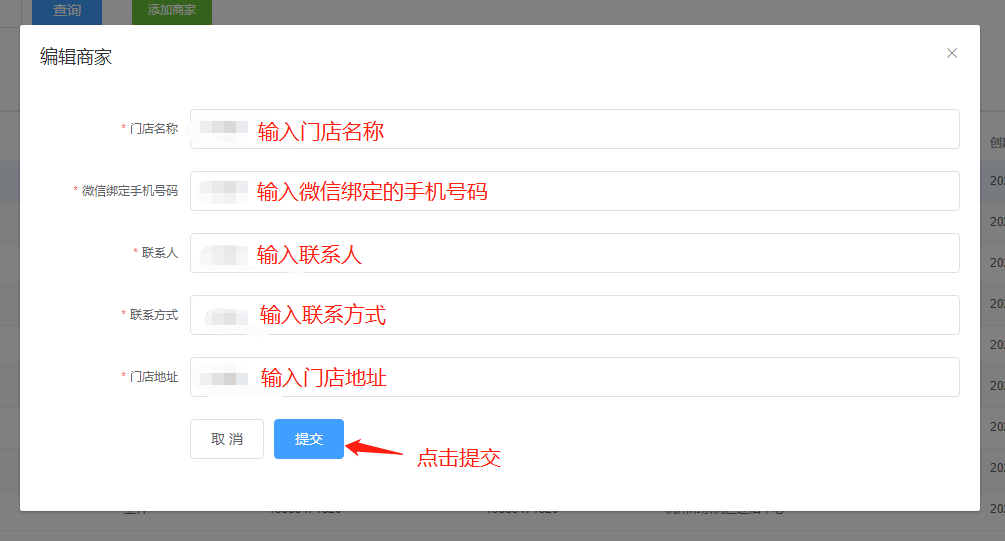 查询
添加商家
编辑商家
* 门店名称
输入门店名称
* 微信绑定手机号码
输入微信绑定的手机号码
* 联系人
输入联系人
* 联系方式
输入联系方式
* 门店地址
输入门店地址
取 消
提交
点击提交